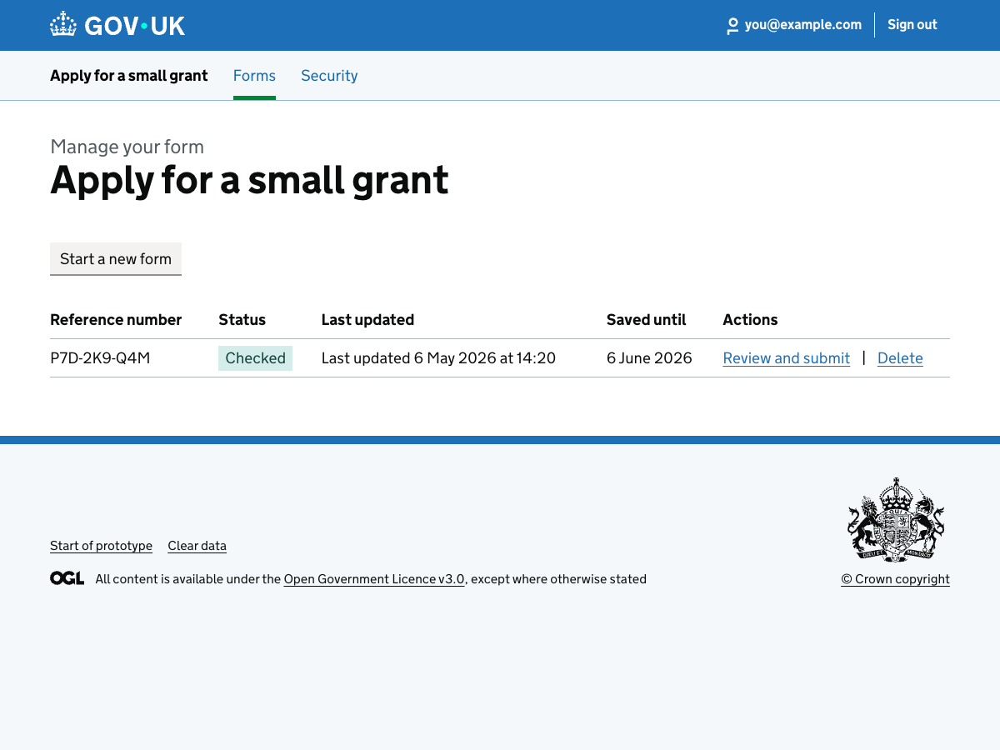 GOV·UK
you@example.com
Sign out
Apply for a small grant
Forms
Security
Manage your form
Apply for a small grant
Start a new form
Reference number Status Last updated Saved until Actions
P7D-2K9-Q4M Checked Last updated 6 May 2026 at 14:20 6 June 2026 Review and submit | Delete
Start of prototype Clear data
OGL All content is available under the Open Government Licence v3.0, except where otherwise stated
© Crown copyright